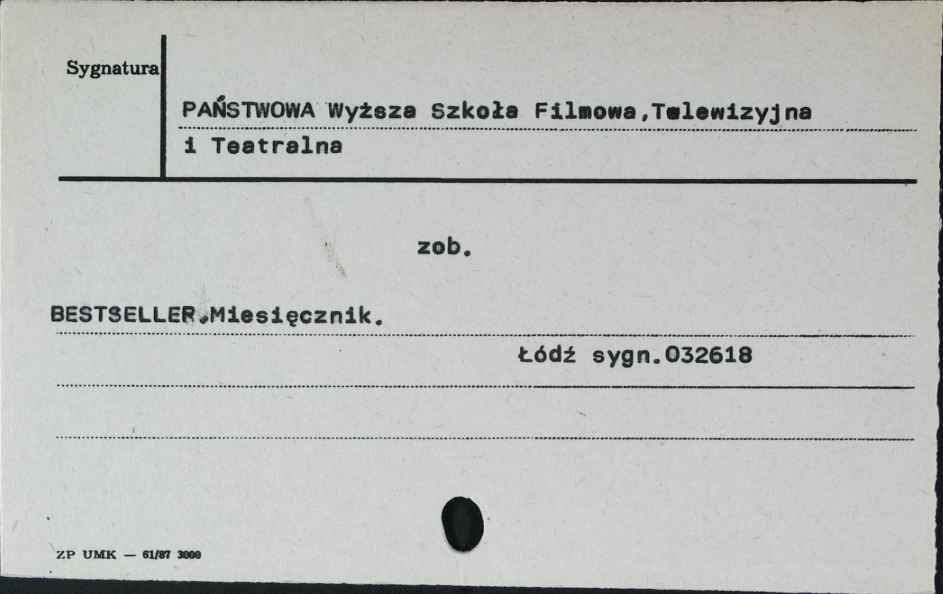 Sygnatura
PAŃSTWOWA Wyższa Szkoła Filmowa,Telewizyjna
i Teatralna
zob.
BESTSELLER.Miesięcznik.
Łódź sygn.032618
ZP UMK — 61/87 3000